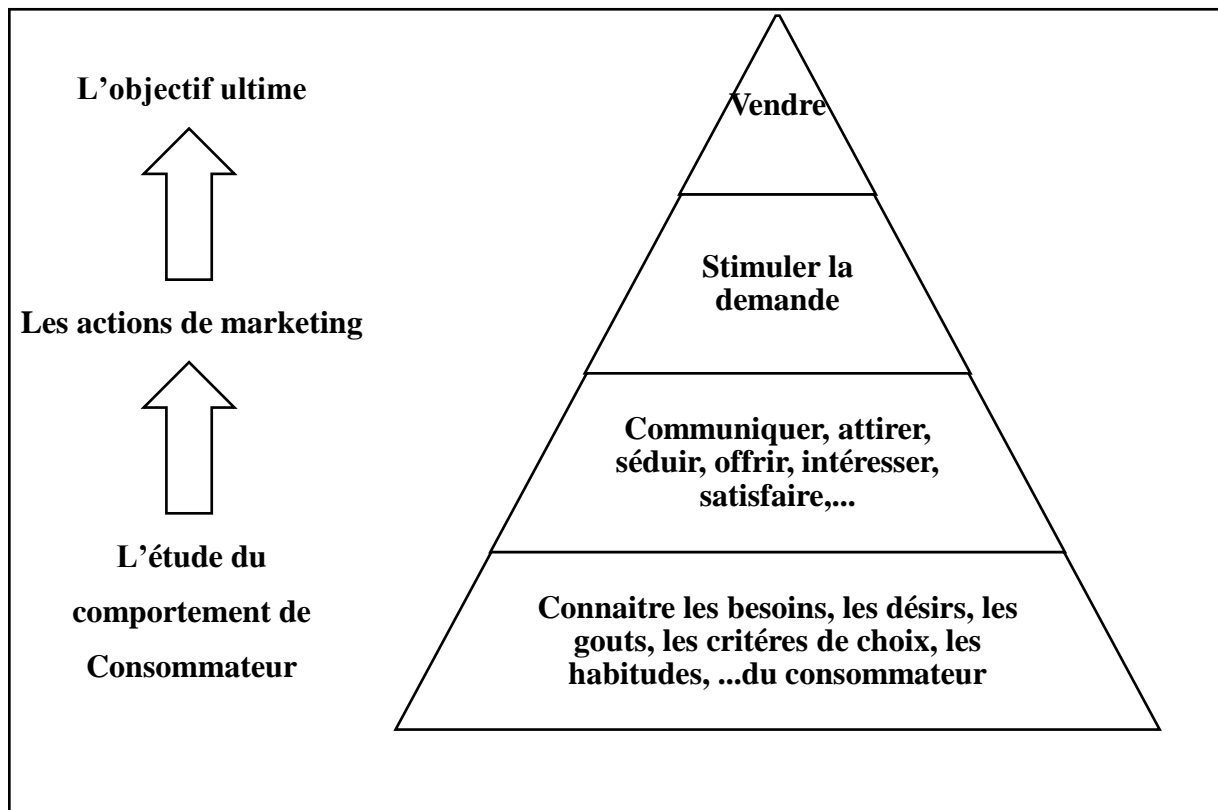 L’objectif ultime
Les actions de marketing
L’étude du
comportement de
Consommateur
Vendre
Stimuler la
demande
Communiquer, attirer,
séduir, offrir, intéresser,
satisfaire,...
Connaitre les besoins, les désirs, les
gouts, les critéres de choix, les
habitudes, ...du consommateur